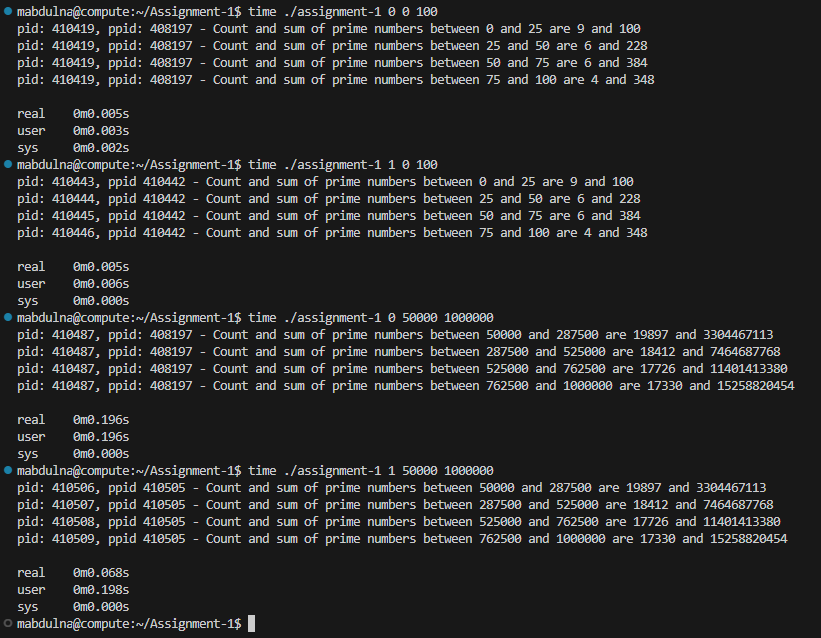 mabdulna@compute:~/Assignment-1$ time ./assignment-1 0 0 100
pid: 410419, ppid: 408197 - Count and sum of prime numbers between 0 and 25 are 9 and 100
pid: 410419, ppid: 408197 - Count and sum of prime numbers between 25 and 50 are 6 and 228
pid: 410419, ppid: 408197 - Count and sum of prime numbers between 50 and 75 are 6 and 384
pid: 410419, ppid: 408197 - Count and sum of prime numbers between 75 and 100 are 4 and 348
real    0m0.005s
user    0m0.003s
sys     0m0.002s
mabdulna@compute:~/Assignment-1$ time ./assignment-1 1 0 100
pid: 410443, ppid 410442 - Count and sum of prime numbers between 0 and 25 are 9 and 100
pid: 410444, ppid 410442 - Count and sum of prime numbers between 25 and 50 are 6 and 228
pid: 410445, ppid 410442 - Count and sum of prime numbers between 50 and 75 are 6 and 384
pid: 410446, ppid 410442 - Count and sum of prime numbers between 75 and 100 are 4 and 348
real    0m0.005s
user    0m0.006s
sys     0m0.000s
mabdulna@compute:~/Assignment-1$ time ./assignment-1 0 50000 1000000
pid: 410487, ppid: 408197 - Count and sum of prime numbers between 50000 and 287500 are 19897 and 3304467113
pid: 410487, ppid: 408197 - Count and sum of prime numbers between 287500 and 525000 are 18412 and 7464687768
pid: 410487, ppid: 408197 - Count and sum of prime numbers between 525000 and 762500 are 17726 and 11401413380
pid: 410487, ppid: 408197 - Count and sum of prime numbers between 762500 and 1000000 are 17330 and 15258820454
real    0m0.196s
user    0m0.196s
sys     0m0.000s
mabdulna@compute:~/Assignment-1$ time ./assignment-1 1 50000 1000000
pid: 410506, ppid 410505 - Count and sum of prime numbers between 50000 and 287500 are 19897 and 3304467113
pid: 410507, ppid 410505 - Count and sum of prime numbers between 287500 and 525000 are 18412 and 7464687768
pid: 410508, ppid 410505 - Count and sum of prime numbers between 525000 and 762500 are 17726 and 11401413380
pid: 410509, ppid 410505 - Count and sum of prime numbers between 762500 and 1000000 are 17330 and 15258820454
real    0m0.068s
user    0m0.198s
sys     0m0.000s
mabdulna@compute:~/Assignment-1$